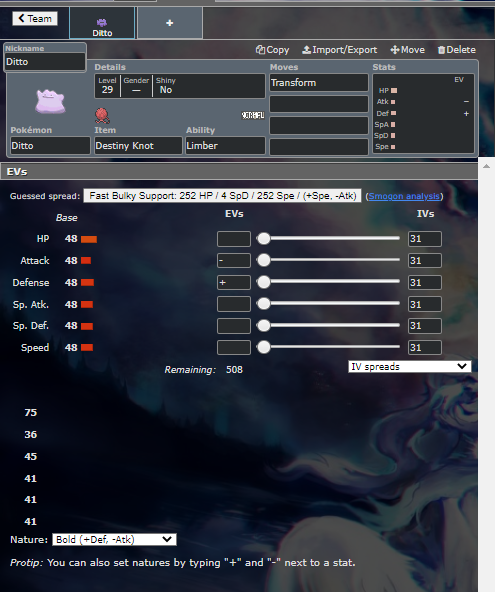 Team
Ditto
+
Nickname
Ditto
Copy Import/Export Move Delete
Details
Level Gender Shiny
29 — No
Moves
Transform
Stats
EV
HP
Atk −
Def +
SpA
SpD
Spe
Pokémon Item Ability
Ditto Destiny Knot Limber
EVs
Guessed spread: Fast Bulky Support: 252 HP / 4 SpD / 252 Spe / (+Spe, -Atk) (Smogon analysis)
Base EVs IVs
HP 48 31
Attack 48 - 31
Defense 48 + 31
Sp. Atk. 48 31
Sp. Def. 48 31
Speed 48 31
Remaining: 508 IV spreads
75
36
45
41
41
41
Nature: Bold (+Def, -Atk)
Protip: You can also set natures by typing "+" and "-" next to a stat.